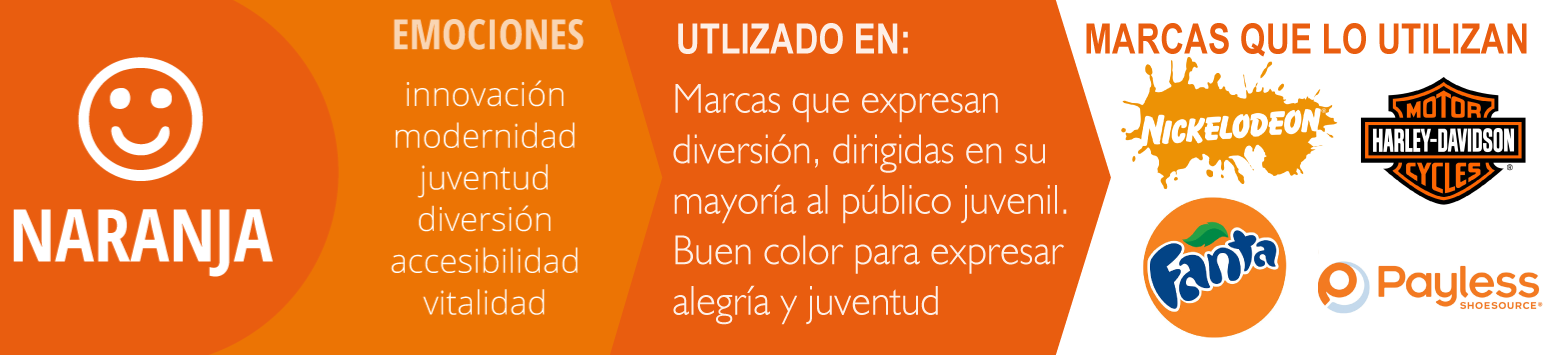 NARANJA
EMOCIONES
innovación
modernidad
juventud
diversión
accesibilidad
vitalidad
UTLIZADO EN:
Marcas que expresan
diversión, dirigidas en su
mayoría al público juvenil.
Buen color para expresar
alegría y juventud
MARCAS QUE LO UTILIZAN
NICKELODEON
MOTOR
HARLEY-DAVIDSON
CYCLES
®
Fanta
Payless
SHOESOURCE®